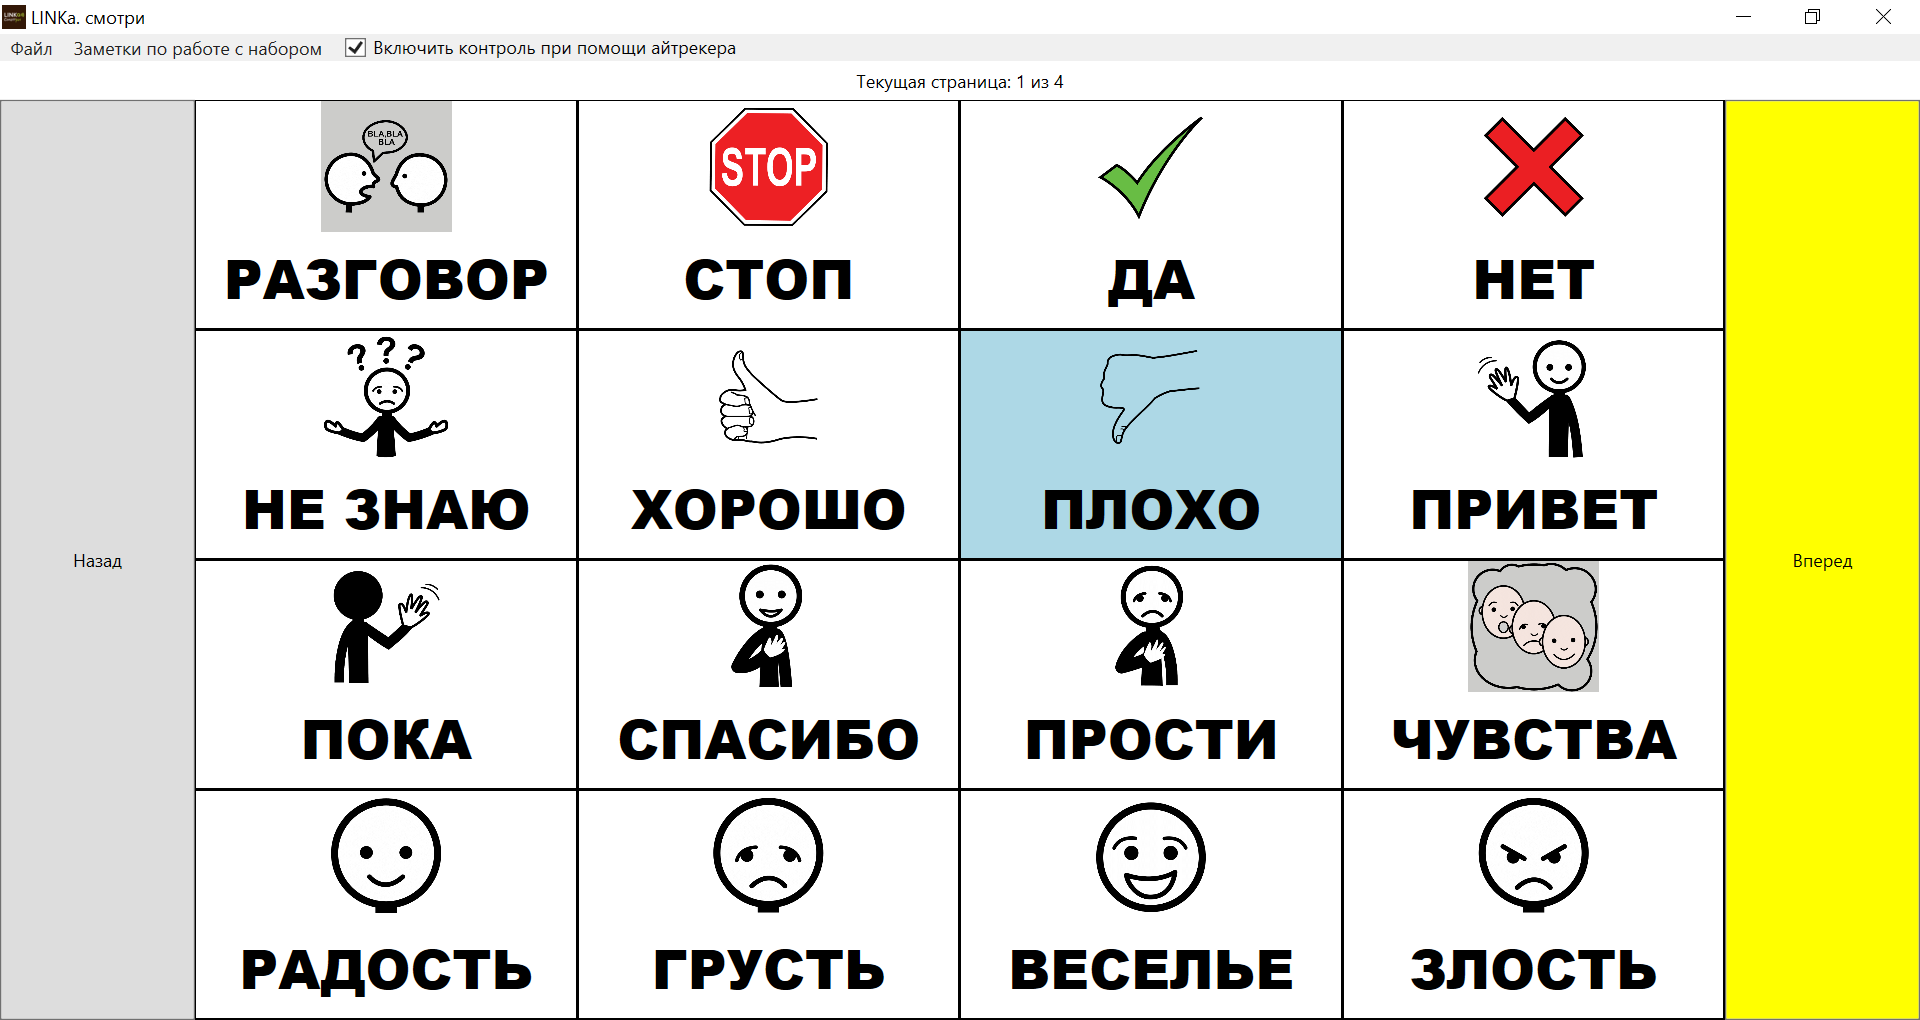 LINKa. смотри
Файл Заметки по работе с набором Включить контроль при помощи айтрекера
Текущая страница: 1 из 4
Назад
BLA,BLA
BLA
STOP
РАЗГОВОР СТОП ДА НЕТ
? ? ?
НЕ ЗНАЮ ХОРОШО ПЛОХО ПРИВЕТ
ПОКА СПАСИБО ПРОСТИ ЧУВСТВА
РАДОСТЬ ГРУСТЬ ВЕСЕЛЬЕ ЗЛОСТЬ
Вперед